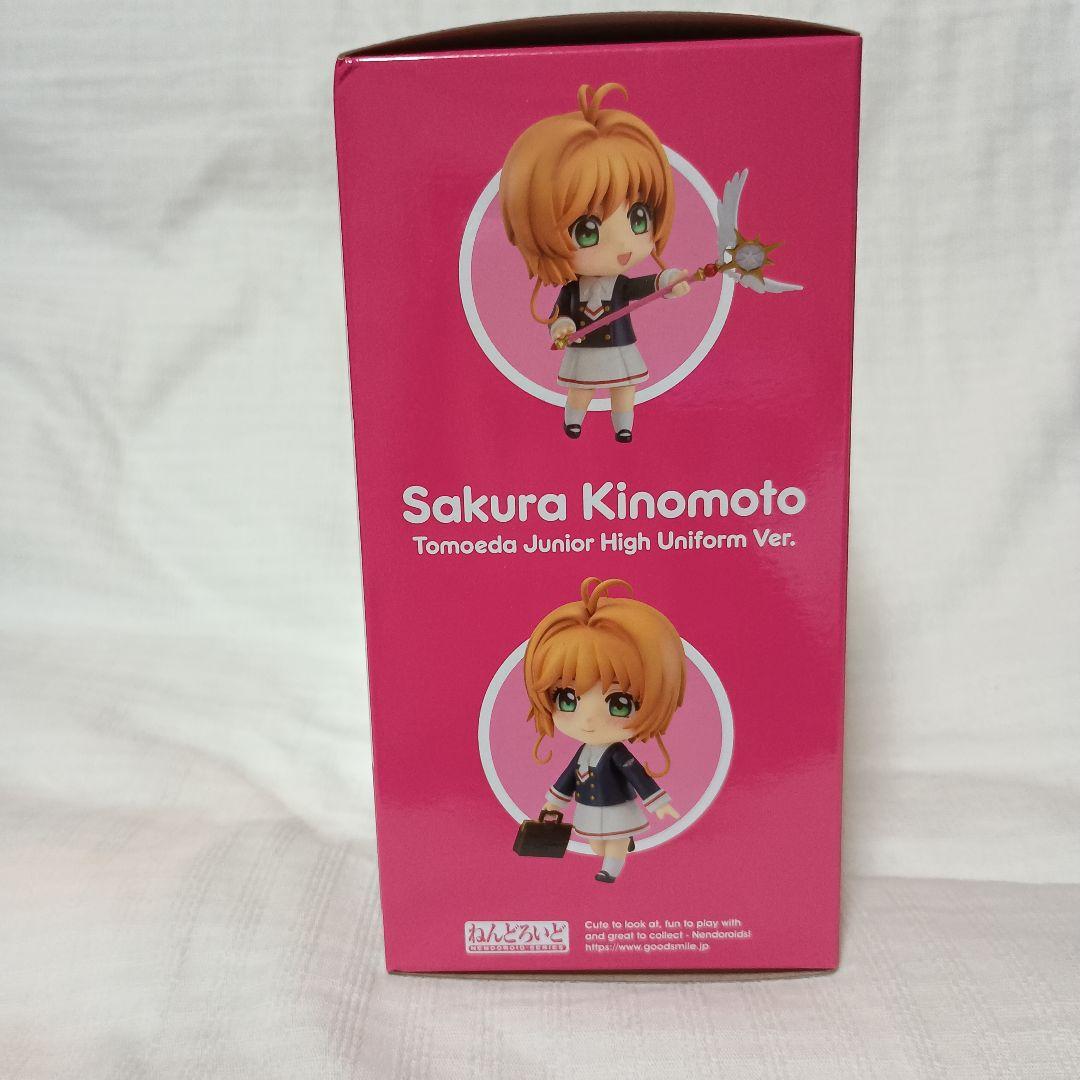 Sakura Kinomoto
Tomoeda Junior High Uniform Ver.
ねんどろいど
NENDOROID SERIES
Cute to look at, fun to play with
and great to collect - Nendoroids!
https://www.goodsmile.jp